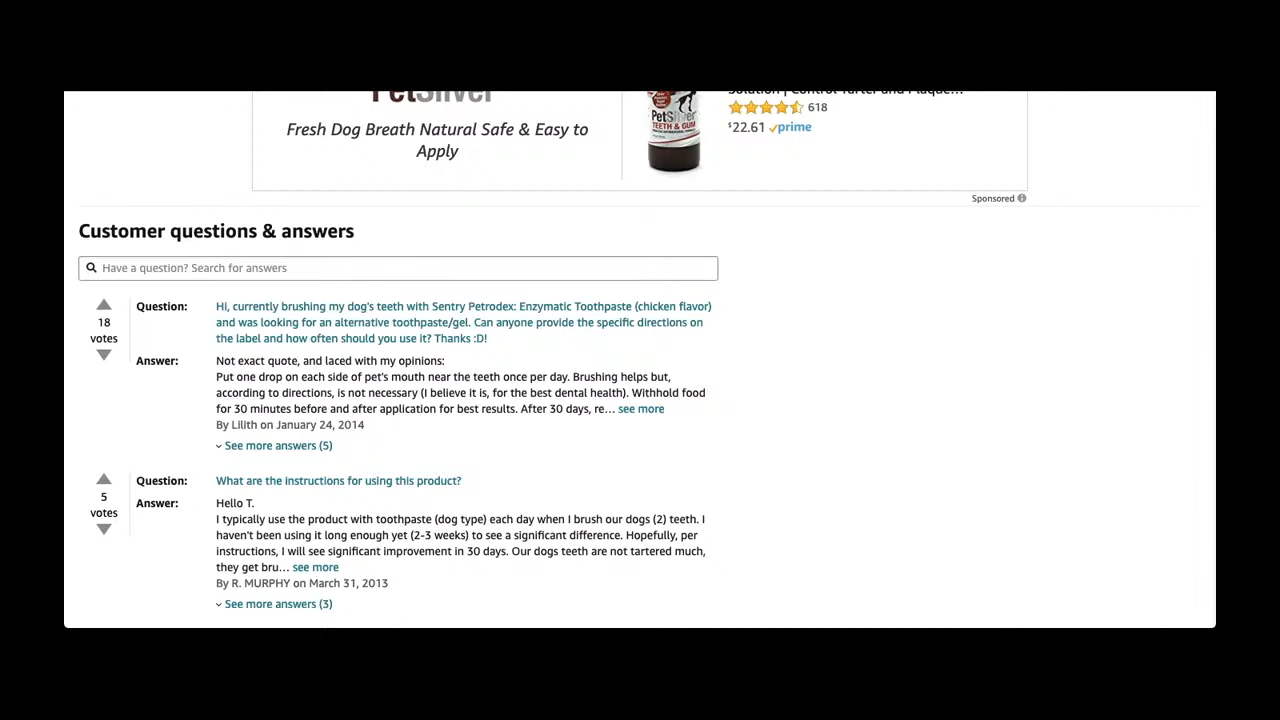 PetSilver
Fresh Dog Breath Natural Safe & Easy to
Apply
PetSilver
TEETH & GUM
Solution | Control Tarter and Plaque...
618
$22.61 prime
Sponsored
Customer questions & answers
Have a question? Search for answers
18
votes
Question:
Hi, currently brushing my dog's teeth with Sentry Petrodex: Enzymatic Toothpaste (chicken flavor)
and was looking for an alternative toothpaste/gel. Can anyone provide the specific directions on
the label and how often should you use it? Thanks :D!
Answer:
Not exact quote, and laced with my opinions:
Put one drop on each side of pet's mouth near the teeth once per day. Brushing helps but,
according to directions, is not necessary (I believe it is, for the best dental health). Withhold food
for 30 minutes before and after application for best results. After 30 days, re... see more
By Lilith on January 24, 2014
See more answers (5)
5
votes
Question:
What are the instructions for using this product?
Answer:
Hello T.
I typically use the product with toothpaste (dog type) each day when I brush our dogs (2) teeth. I
haven't been using it long enough yet (2-3 weeks) to see a significant difference. Hopefully, per
instructions, I will see significant improvement in 30 days. Our dogs teeth are not tartered much,
they get bru... see more
By R. MURPHY on March 31, 2013
See more answers (3)